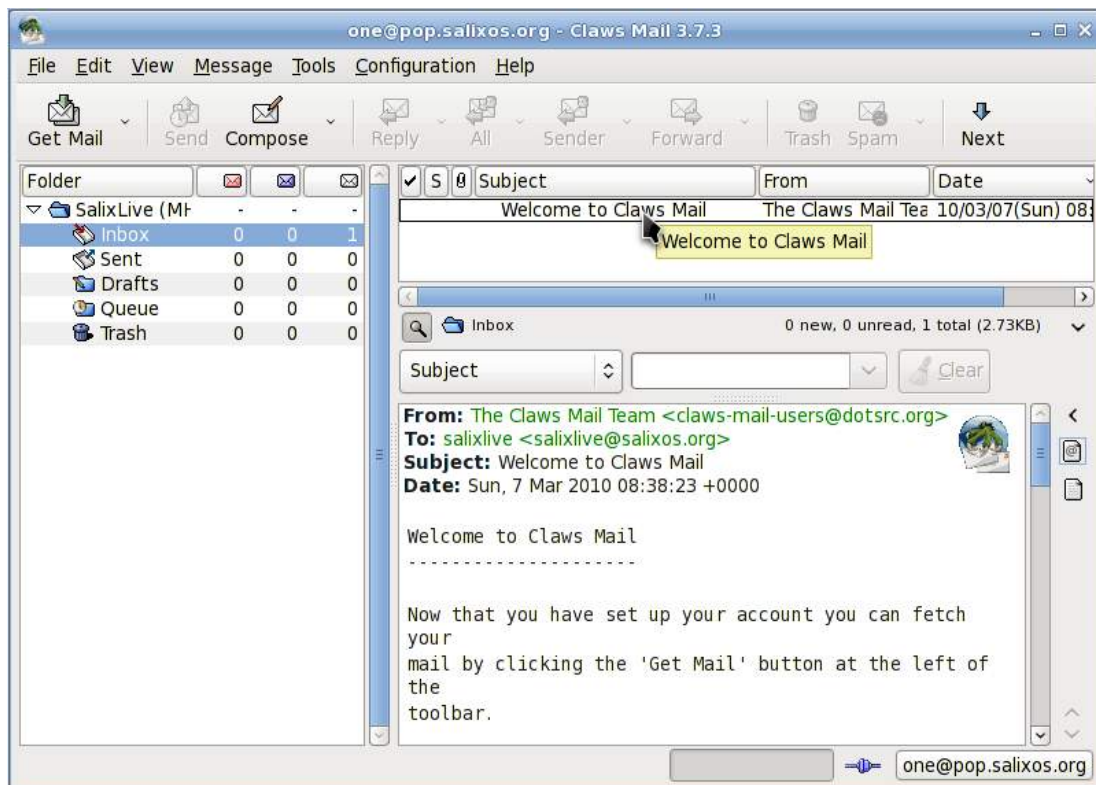 one@pop.salixos.org - Claws Mail 3.7.3
File Edit View Message Tools Configuration Help
Get Mail Send Compose Reply All Sender Forward Trash Spam Next
Folder
SalixLive (MH - - -
Inbox 0 0 1
Sent 0 0 0
Drafts 0 0 0
Queue 0 0 0
Trash 0 0 0
S Subject From Date
Welcome to Claws Mail The Claws Mail Tea 10/03/07(Sun) 08:
Welcome to Claws Mail
Inbox 0 new, 0 unread, 1 total (2.73KB)
Subject Clear
From: The Claws Mail Team <claws-mail-users@dotsrc.org>
To: salixlive <salixlive@salixos.org>
Subject: Welcome to Claws Mail
Date: Sun, 7 Mar 2010 08:38:23 +0000
Welcome to Claws Mail
---------------------
Now that you have set up your account you can fetch
your
mail by clicking the 'Get Mail' button at the left of
the
toolbar.
one@pop.salixos.org